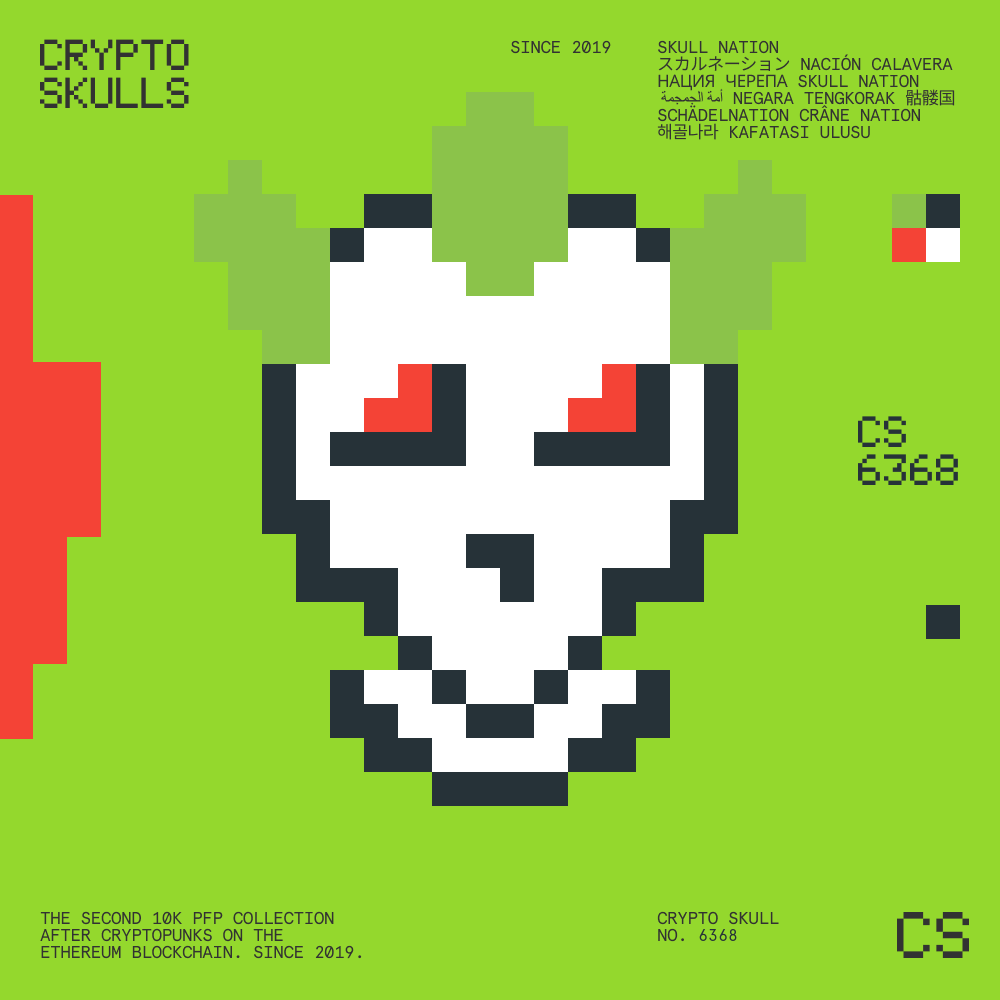 CRYPTO
SKULLS
SINCE 2019
SKULL NATION
スカルネーション NACIÓN CALAVERA
НАЦИЯ ЧЕРЕПА SKULL NATION
أمة الجمجمة NEGARA TENGKORAK 骷髅国
SCHÄDELNATION CRÂNE NATION
해골나라 KAFATASI ULUSU
CS
6368
THE SECOND 10K PFP COLLECTION
AFTER CRYPTOPUNKS ON THE
ETHEREUM BLOCKCHAIN. SINCE 2019.
CRYPTO SKULL
NO. 6368
CS